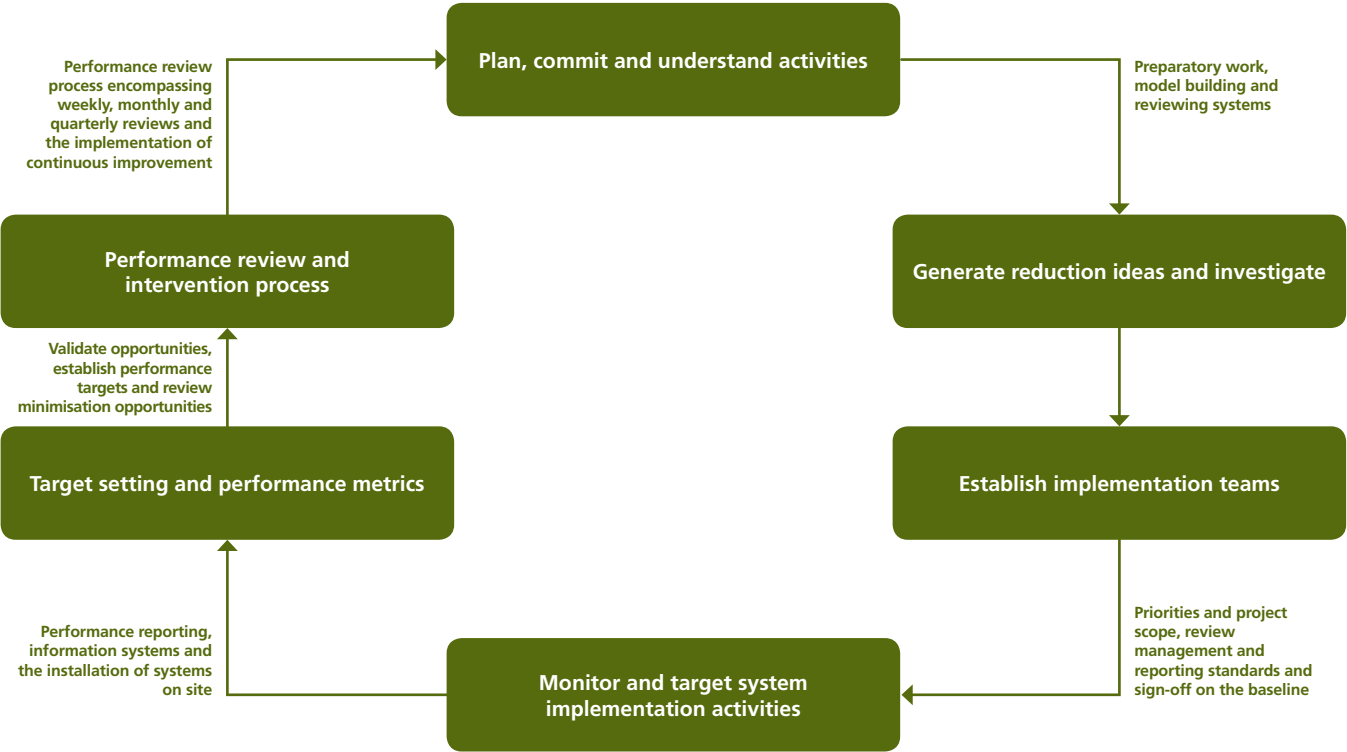 Plan, commit and understand activities
Preparatory work,
model building and
reviewing systems
Generate reduction ideas and investigate
Establish implementation teams
Priorities and project
scope, review
management and
reporting standards and
sign-off on the baseline
Monitor and target system
implementation activities
Performance reporting,
information systems and
the installation of systems
on site
Target setting and performance metrics
Validate opportunities,
establish performance
targets and review
minimisation opportunities
Performance review and
intervention process
Performance review
process encompassing
weekly, monthly and
quarterly reviews and
the implementation of
continuous improvement